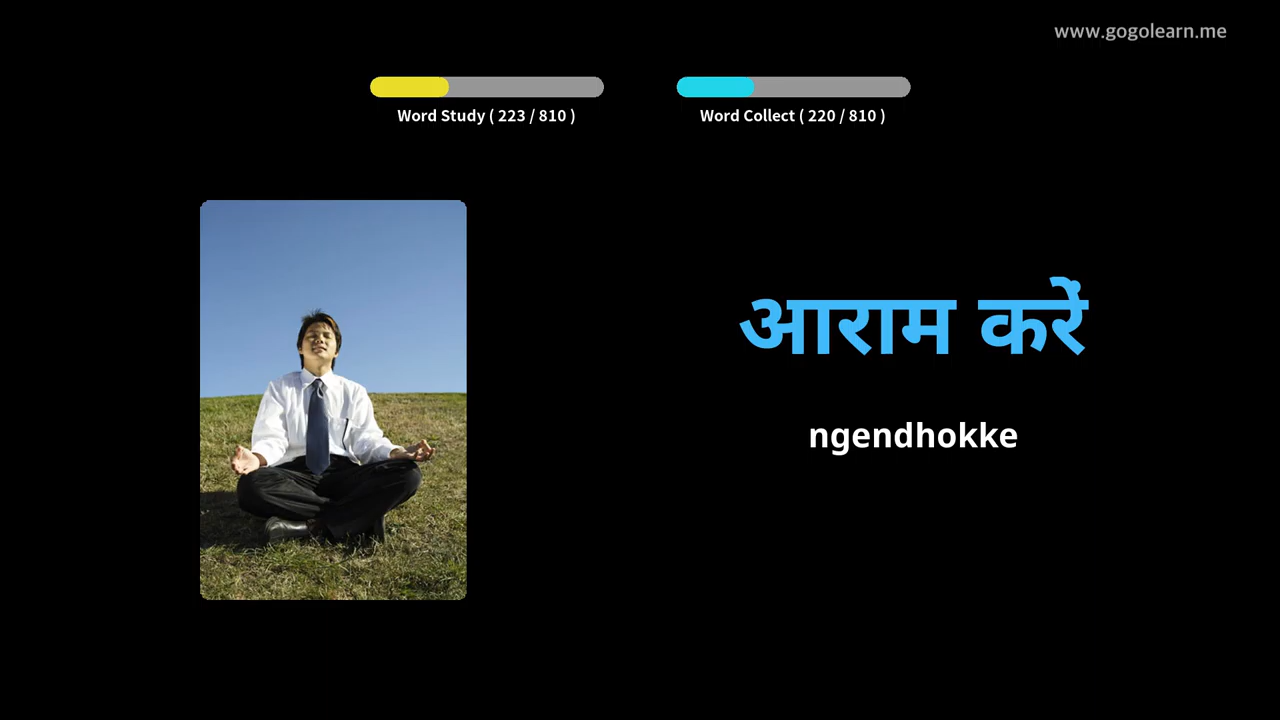 www.gogolearn.me
Word Study ( 223 / 810 )
Word Collect ( 220 / 810 )
आराम करें
ngendhokke